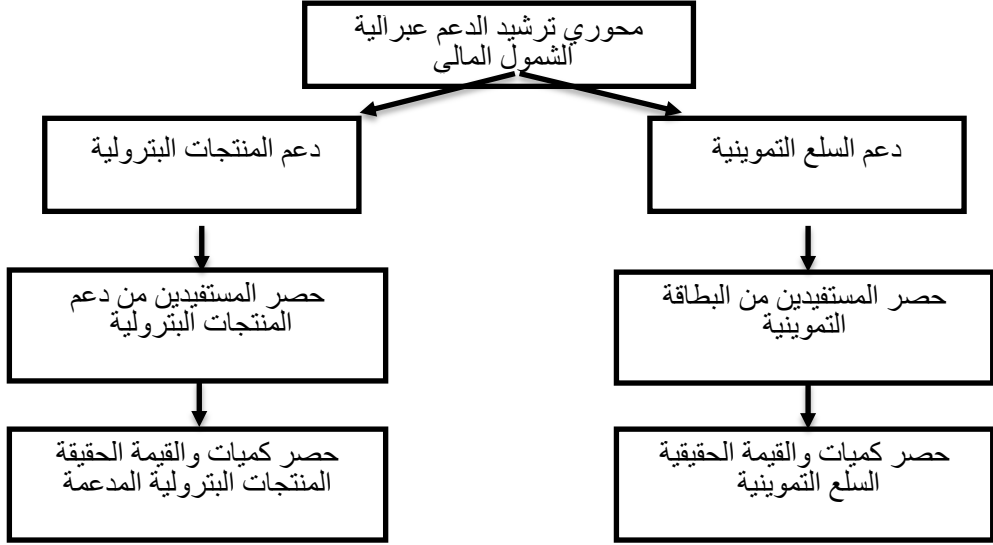 محوري ترشيد الدعم عبرالية
الشمول المالى
دعم السلع التموينية
دعم المنتجات البترولية
حصر المستفيدين من البطاقة
التموينية
حصر المستفيدين من دعم
المنتجات البترولية
حصر كميات والقيمة الحقيقية
السلع التموينية
حصر كميات والقيمة الحقيقة
المنتجات البترولية المدعمة